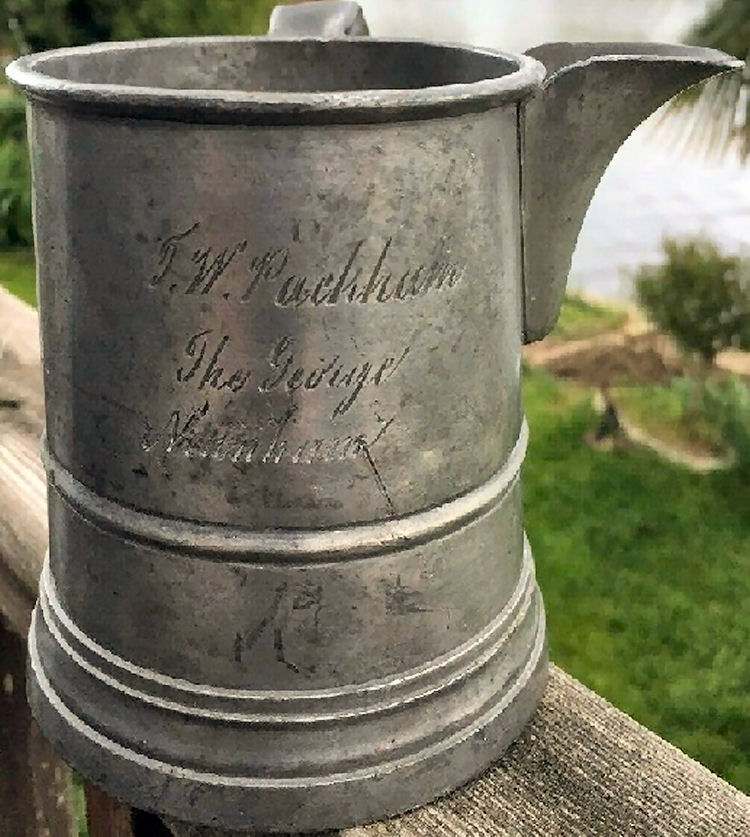 T.W. Packham
The George
Newnham